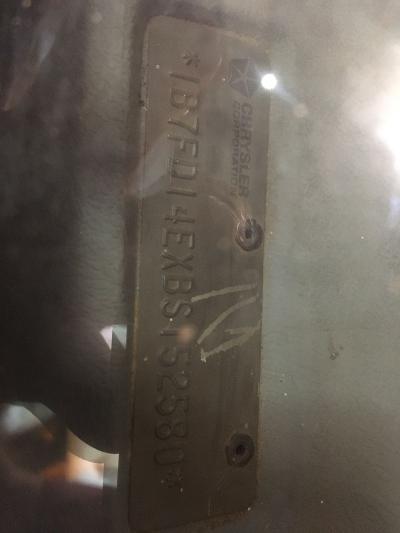 CHRYSLER
CORPORATION
*1B7FD14EXBS152580*